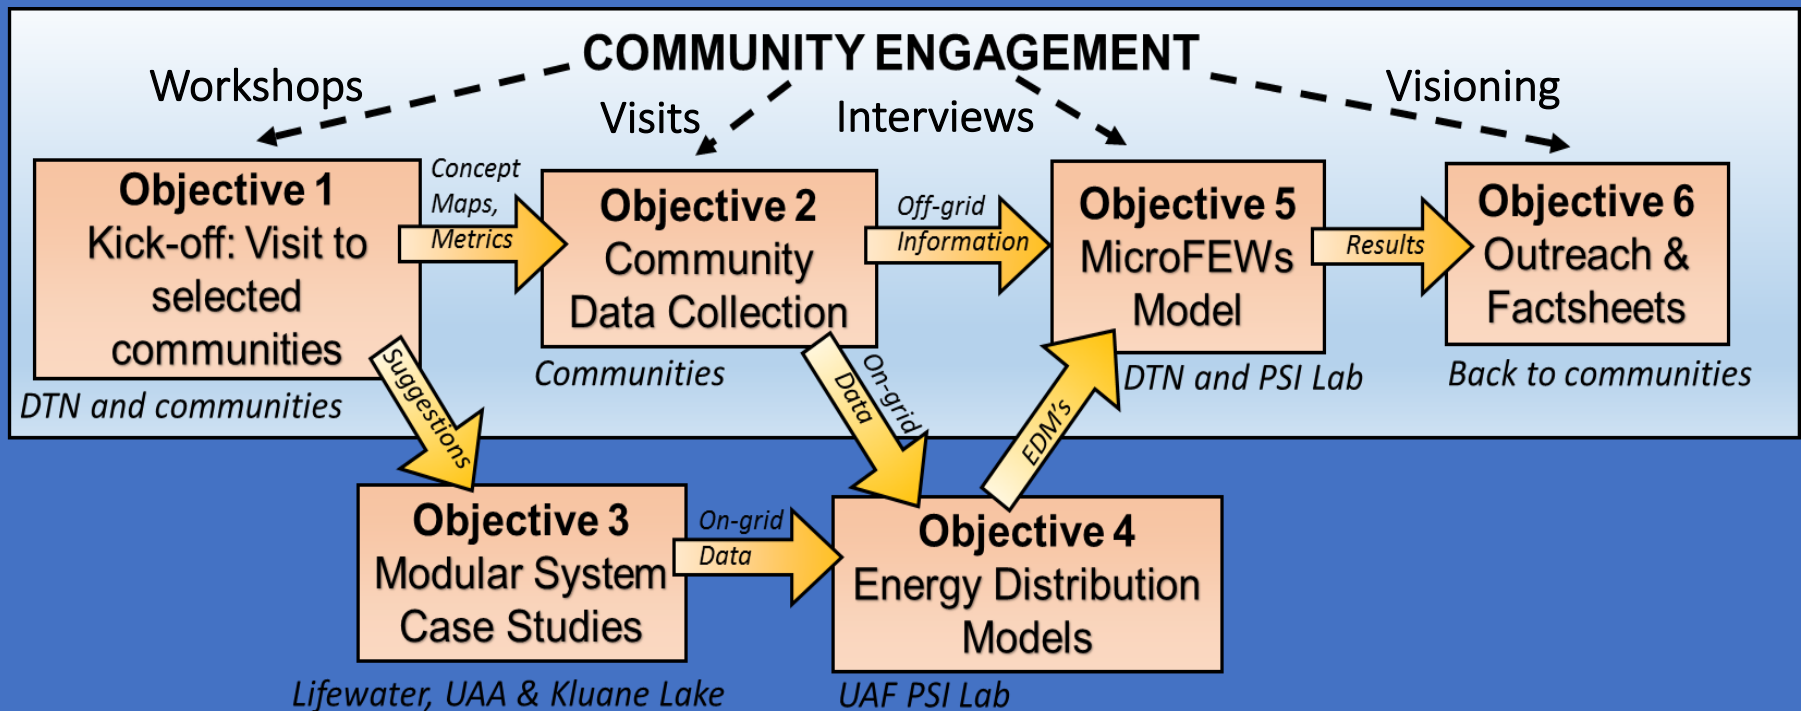 COMMUNITY ENGAGEMENT
Workshops
Visits
Interviews
Visioning
Objective 1
Kick-off: Visit to
selected
communities
DTN and communities
Concept
Maps,
Metrics
Objective 2
Community
Data Collection
Communities
Off-grid
Information
Objective 5
MicroFEWs
Model
DTN and PSI Lab
Results
Objective 6
Outreach &
Factsheets
Back to communities
Suggestions
On-grid
Data
EDM's
Objective 3
Modular System
Case Studies
Lifewater, UAA & Kluane Lake
On-grid
Data
Objective 4
Energy Distribution
Models
UAF PSI Lab